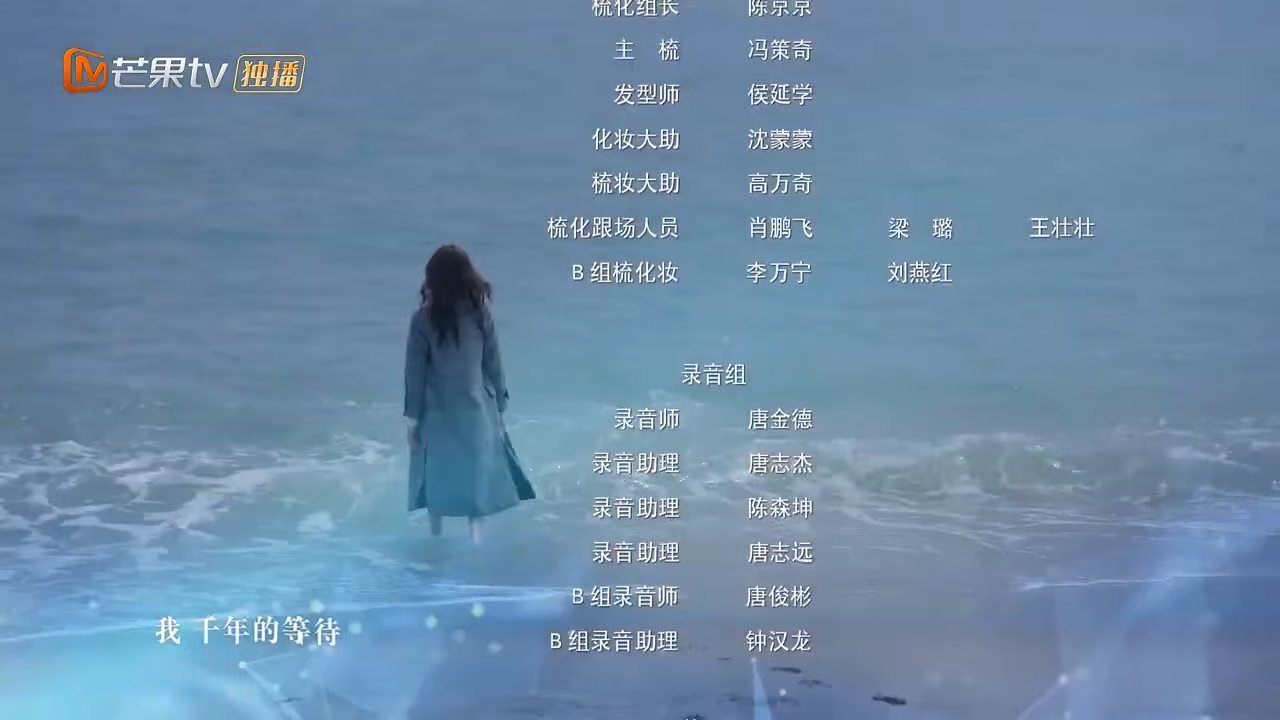 梳化组长 陈京京
芒果tv 独播
主 梳 冯策奇
发型师 侯延学
化妆大助 沈蒙蒙
梳妆大助 高万奇
梳化跟场人员 肖鹏飞 梁 璐 王壮壮
B 组梳化妆 李万宁 刘燕红
录音组
录音师 唐金德
录音助理 唐志杰
录音助理 陈森坤
录音助理 唐志远
B 组录音师 唐俊彬
我 千年的等待
B 组录音助理 钟汉龙